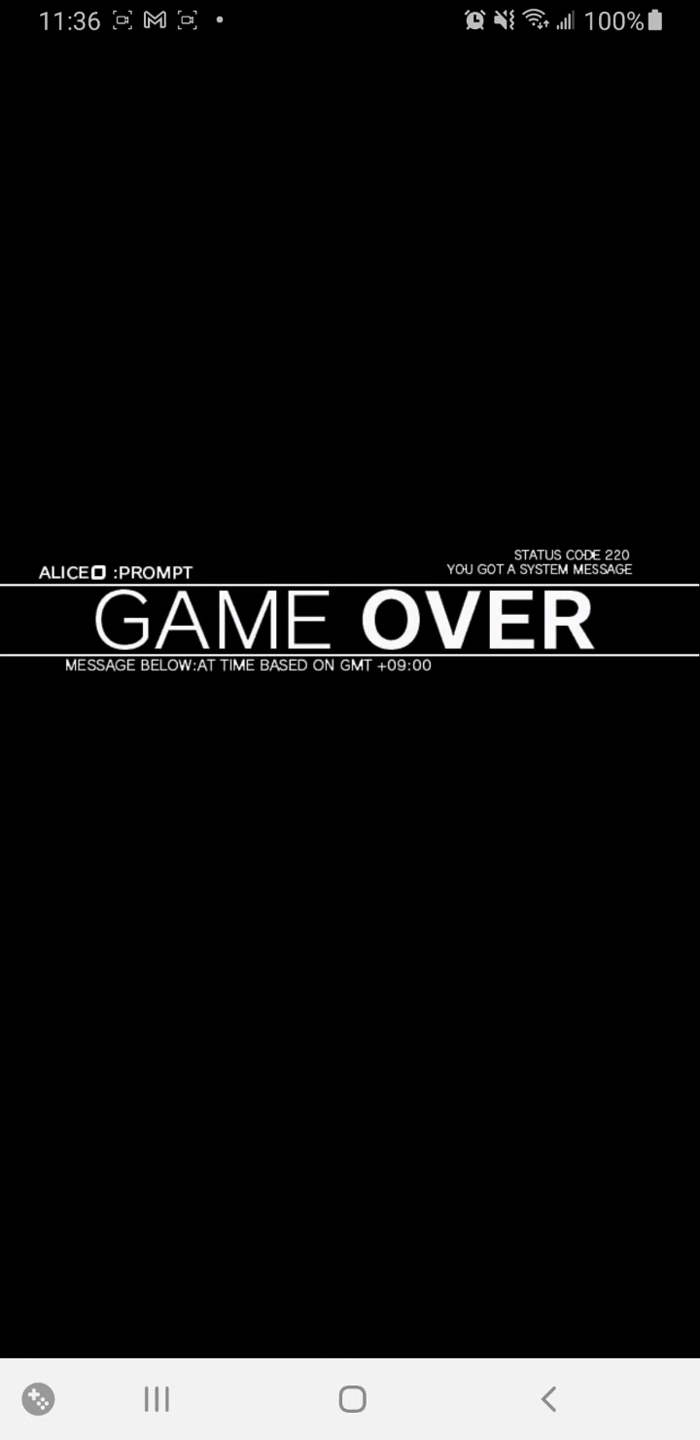 11:36 100%
STATUS CODE 220
ALICE :PROMPT YOU GOT A SYSTEM MESSAGE
GAME OVER
MESSAGE BELOW:AT TIME BASED ON GMT +09:00